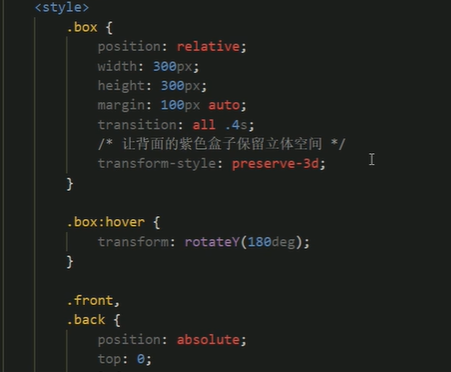 <style>
.box {
position: relative;
width: 300px;
height: 300px;
margin: 100px auto;
transition: all .4s;
/* 让背面的紫色盒子保留立体空间 */
transform-style: preserve-3d;
}
.box:hover {
transform: rotateY(180deg);
}
.front,
.back {
position: absolute;
top: 0;